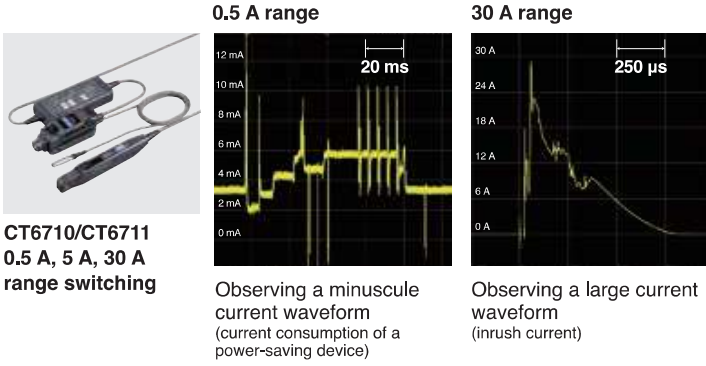 0.5 A range
30 A range
12 mA
10 mA
8 mA
6 mA
4 mA
2 mA
0 mA
20 ms
30 A
24 A
18 A
12 A
6 A
0 A
250 µs
CT6710/CT6711
0.5 A, 5 A, 30 A
range switching
Observing a minuscule
current waveform
(current consumption of a
power-saving device)
Observing a large current
waveform
(inrush current)